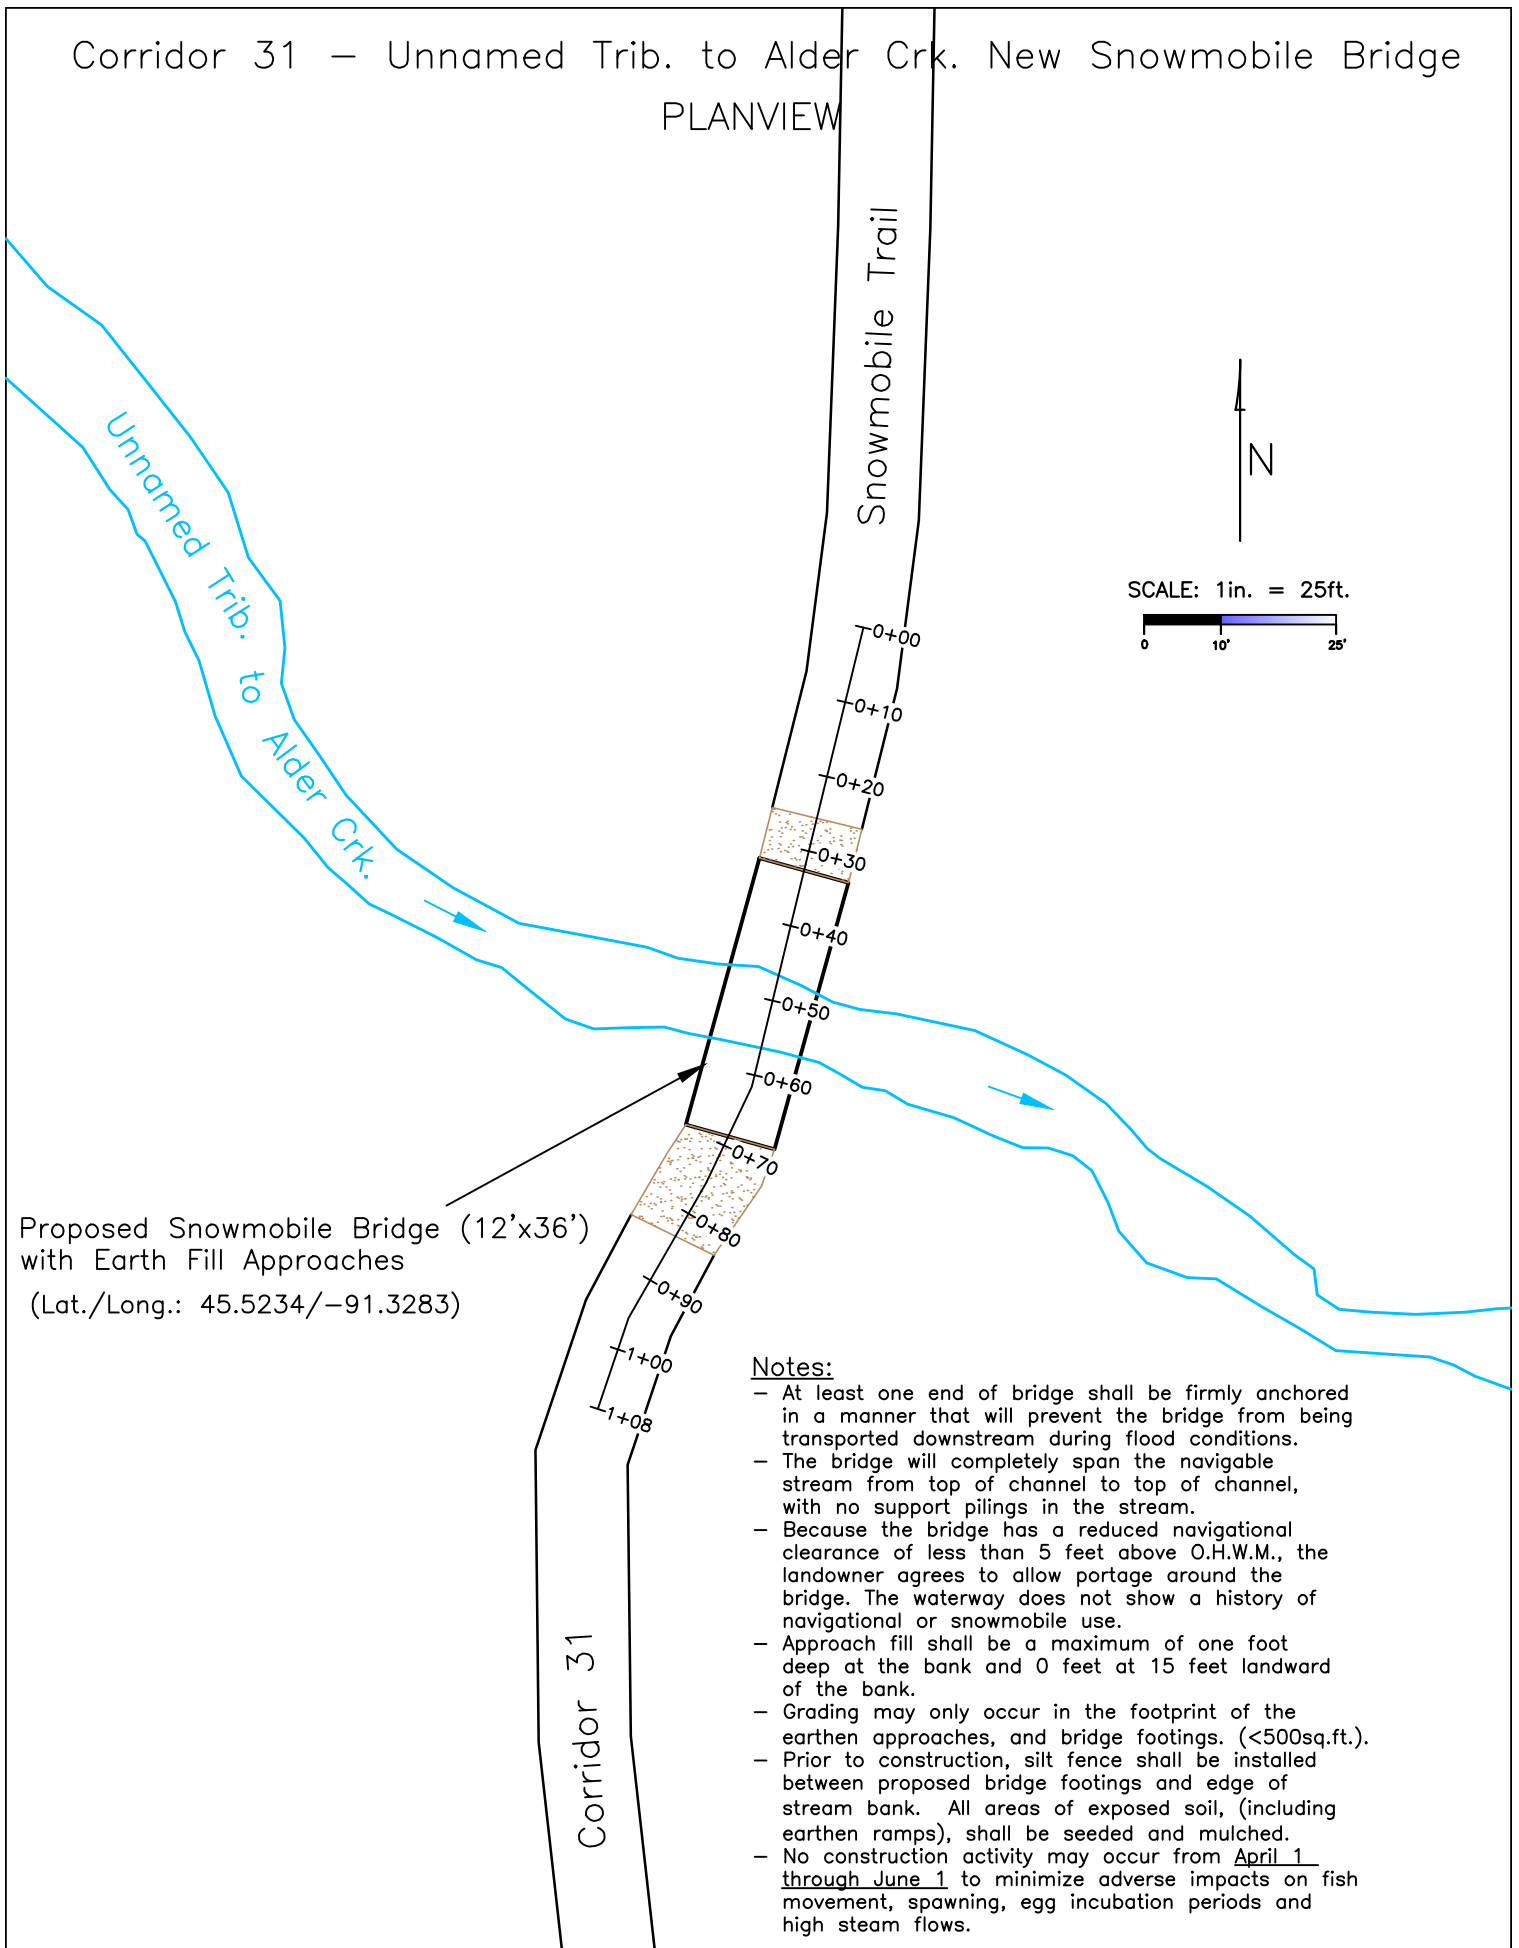 Corridor 31 – Unnamed Trib. to Alder Crk. New Snowmobile Bridge
PLANVIEW
Snowmobile Trail
Unnamed Trib. to Alder Crk.
N
SCALE: 1in. = 25ft.
0 10' 25'
0+00
0+10
0+20
0+30
0+40
0+50
0+60
0+70
0+80
0+90
1+00
1+08
Proposed Snowmobile Bridge (12'x36')
with Earth Fill Approaches
(Lat./Long.: 45.5234/–91.3283)
Corridor 31
Notes:
– At least one end of bridge shall be firmly anchored
in a manner that will prevent the bridge from being
transported downstream during flood conditions.
– The bridge will completely span the navigable
stream from top of channel to top of channel,
with no support pilings in the stream.
– Because the bridge has a reduced navigational
clearance of less than 5 feet above O.H.W.M., the
landowner agrees to allow portage around the
bridge. The waterway does not show a history of
navigational or snowmobile use.
– Approach fill shall be a maximum of one foot
deep at the bank and 0 feet at 15 feet landward
of the bank.
– Grading may only occur in the footprint of the
earthen approaches, and bridge footings. (<500sq.ft.).
– Prior to construction, silt fence shall be installed
between proposed bridge footings and edge of
stream bank. All areas of exposed soil, (including
earthen ramps), shall be seeded and mulched.
– No construction activity may occur from April 1
through June 1 to minimize adverse impacts on fish
movement, spawning, egg incubation periods and
high steam flows.